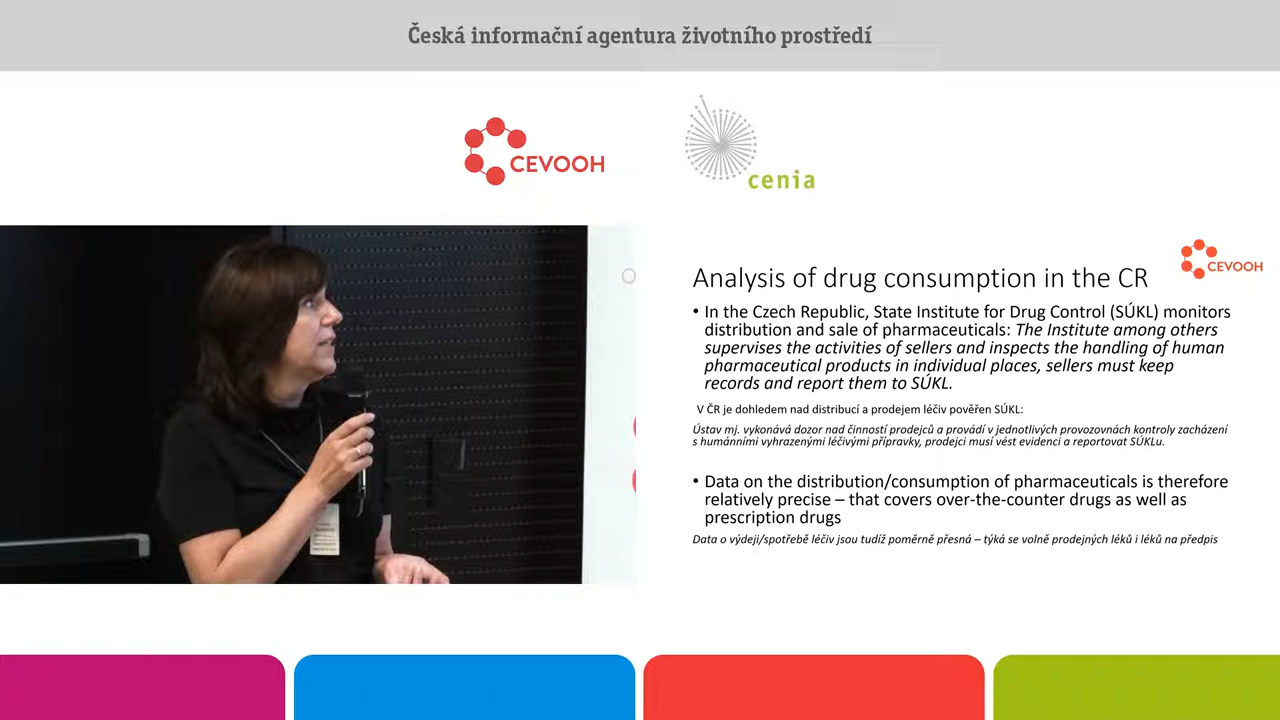 Česká informační agentura životního prostředí
CEVOOH
cenia
CEVOOH
Analysis of drug consumption in the CR
• In the Czech Republic, State Institute for Drug Control (SÚKL) monitors
distribution and sale of pharmaceuticals: The Institute among others
supervises the activities of sellers and inspects the handling of human
pharmaceutical products in individual places, sellers must keep
records and report them to SÚKL.
V ČR je dohledem nad distribucí a prodejem léčiv pověřen SÚKL:
Ústav mj. vykonává dozor nad činností prodejců a provádí v jednotlivých provozovnách kontroly zacházení
s humánními vyhrazenými léčivými přípravky, prodejci musí vést evidenci a reportovat SÚKLu.
• Data on the distribution/consumption of pharmaceuticals is therefore
relatively precise – that covers over-the-counter drugs as well as
prescription drugs
Data o výdeji/spotřebě léčiv jsou tudíž poměrně přesná – týká se volně prodejných léků i léků na předpis